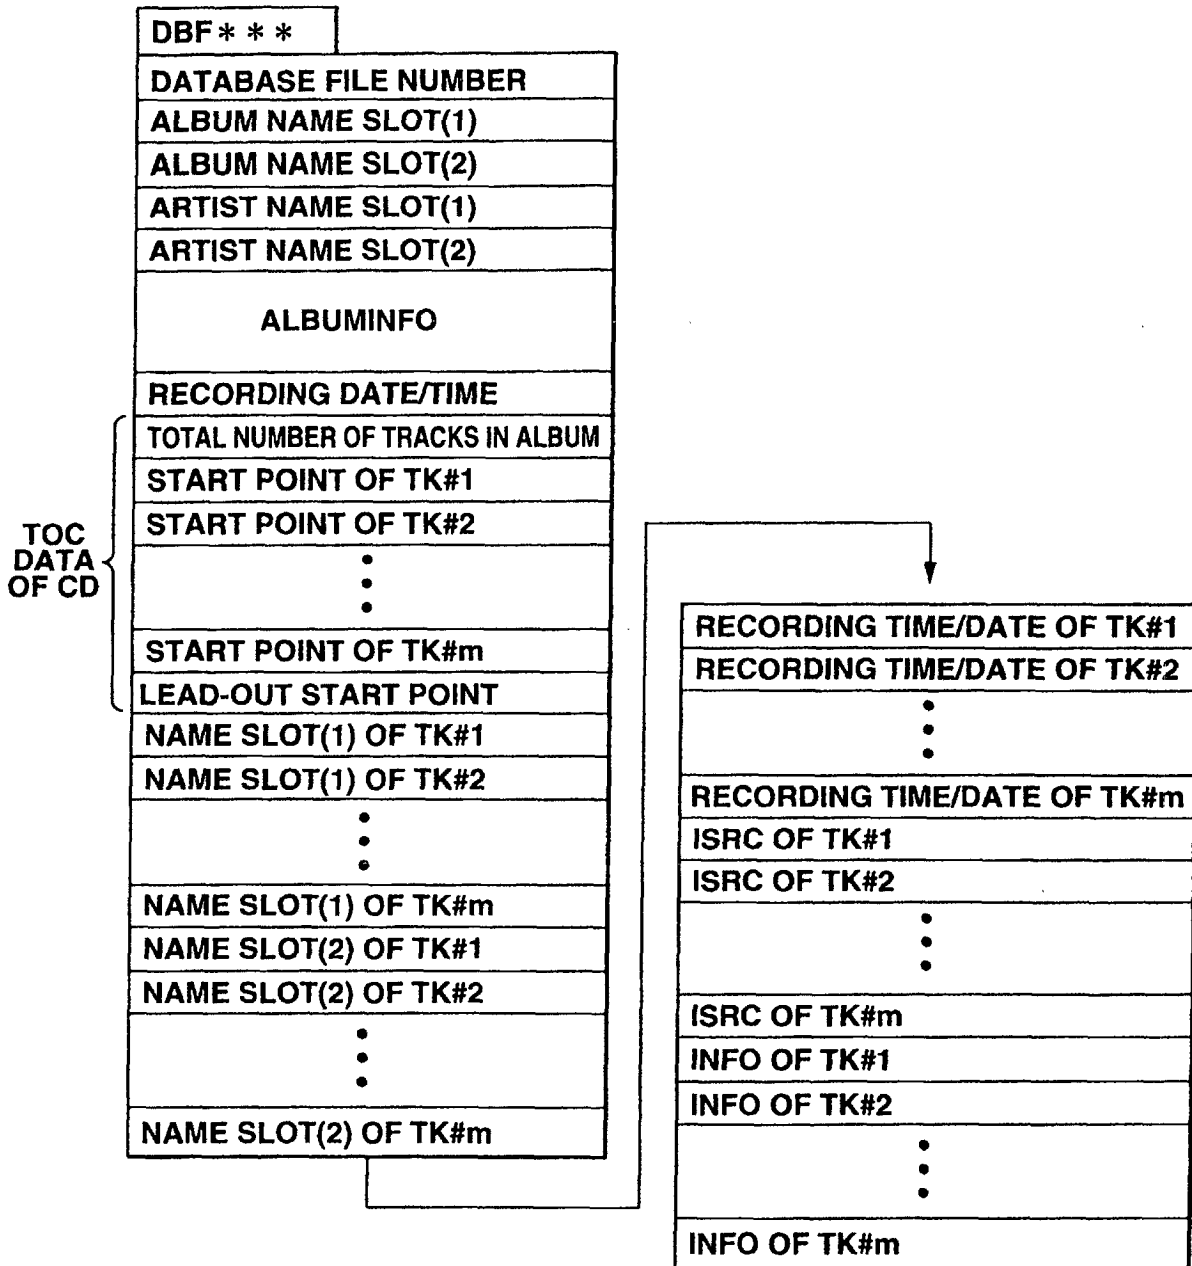 DBF＊＊＊
DATABASE FILE NUMBER
ALBUM NAME SLOT(1)
ALBUM NAME SLOT(2)
ARTIST NAME SLOT(1)
ARTIST NAME SLOT(2)
ALBUMINFO
RECORDING DATE/TIME
TOTAL NUMBER OF TRACKS IN ALBUM
START POINT OF TK#1
START POINT OF TK#2
START POINT OF TK#m
LEAD-OUT START POINT
TOC
DATA
OF CD
NAME SLOT(1) OF TK#1
NAME SLOT(1) OF TK#2
NAME SLOT(1) OF TK#m
NAME SLOT(2) OF TK#1
NAME SLOT(2) OF TK#2
NAME SLOT(2) OF TK#m
RECORDING TIME/DATE OF TK#1
RECORDING TIME/DATE OF TK#2
RECORDING TIME/DATE OF TK#m
ISRC OF TK#1
ISRC OF TK#2
ISRC OF TK#m
INFO OF TK#1
INFO OF TK#2
INFO OF TK#m